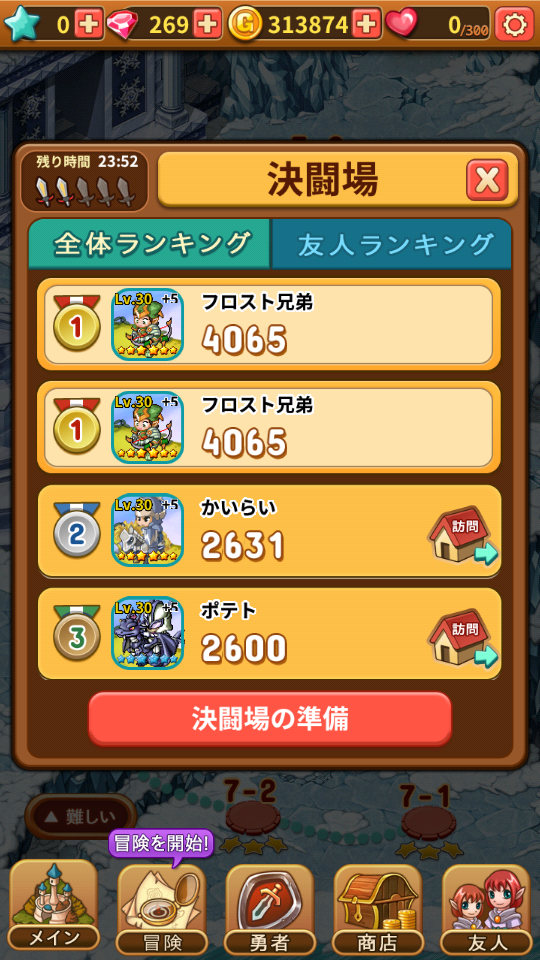 0 269 313874 0/300
残り時間 23:52
決闘場
全体ランキング 友人ランキング
1 Lv.30 +5 フロスト兄弟
4065
1 Lv.30 +5 フロスト兄弟
4065
2 Lv.30 +5 かいらい
2631 訪問
3 Lv.30 +5 ポテト
2600 訪問
決闘場の準備
7-2 7-1
▲ 難しい
冒険を開始!
メイン 冒険 勇者 商店 友人